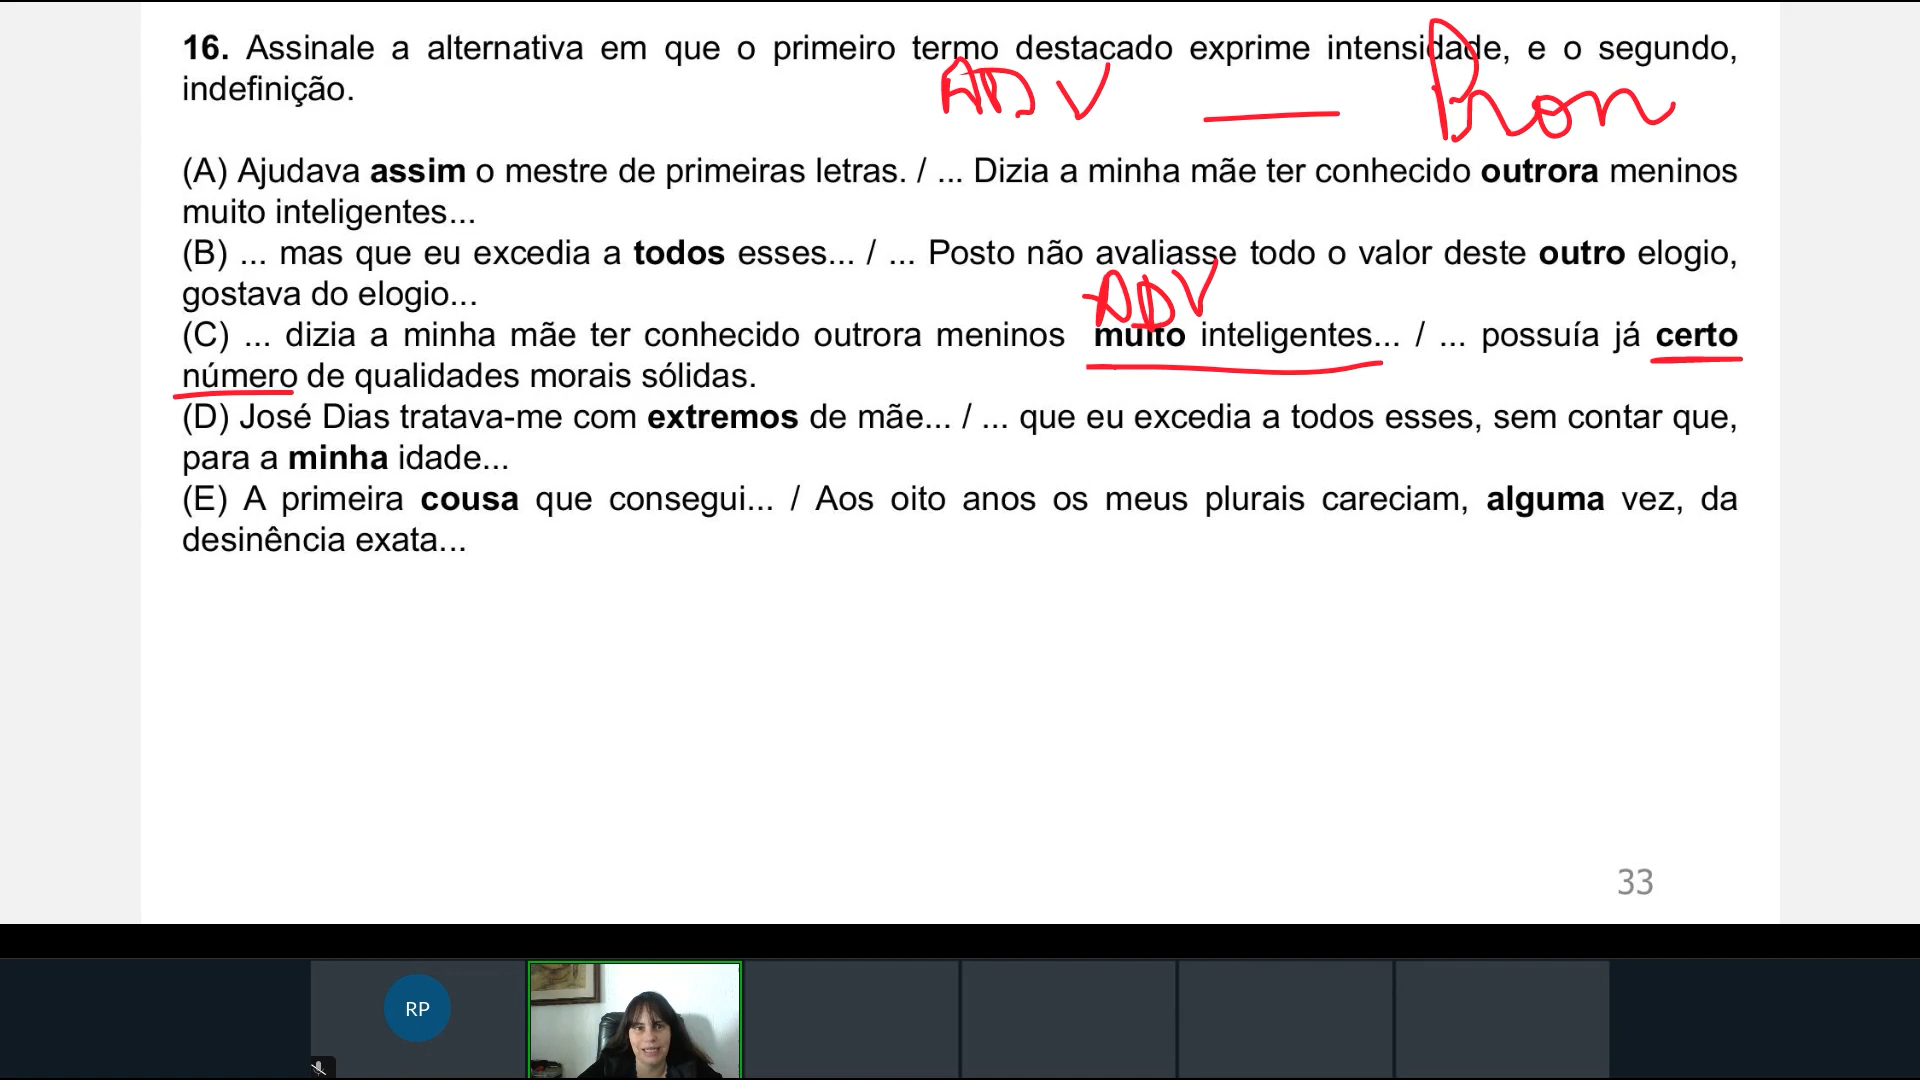 16. Assinale a alternativa em que o primeiro termo destacado exprime intensidade, e o segundo,
indefinição.
ADV Pron
(A) Ajudava assim o mestre de primeiras letras. / ... Dizia a minha mãe ter conhecido outrora meninos
muito inteligentes...
(B) ... mas que eu excedia a todos esses... / ... Posto não avaliasse todo o valor deste outro elogio,
gostava do elogio...
ADV
(C) ... dizia a minha mãe ter conhecido outrora meninos muito inteligentes... / ... possuía já certo
número de qualidades morais sólidas.
(D) José Dias tratava-me com extremos de mãe... / ... que eu excedia a todos esses, sem contar que,
para a minha idade...
(E) A primeira cousa que consegui... / Aos oito anos os meus plurais careciam, alguma vez, da
desinência exata...
33
RP